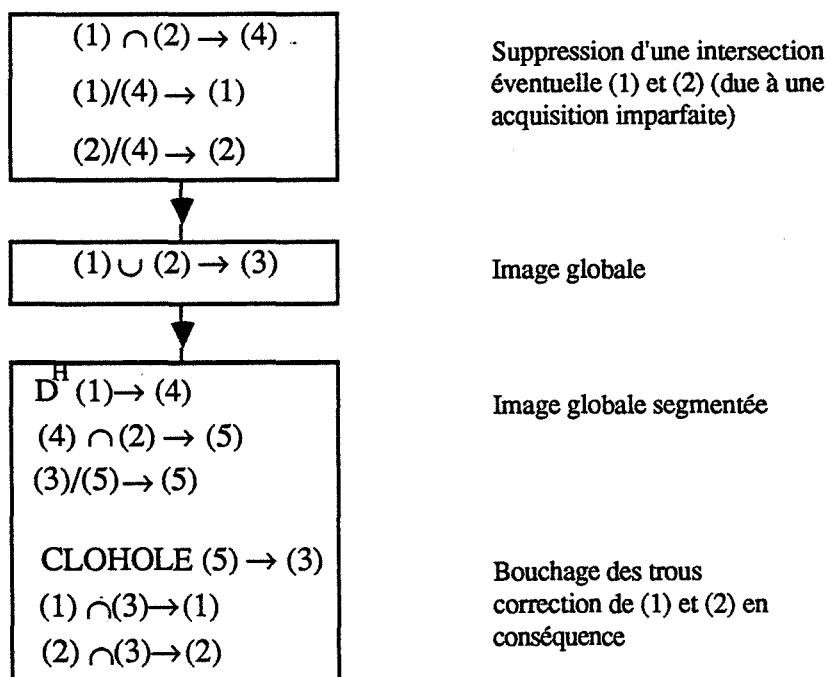 (1) ∩ (2) → (4)
(1)/(4) → (1)
(2)/(4) → (2)
Suppression d'une intersection
éventuelle (1) et (2) (due à une
acquisition imparfaite)
(1) ∪ (2) → (3)
Image globale
D^H (1) → (4)
(4) ∩ (2) → (5)
(3)/(5) → (5)
Image globale segmentée
CLOHOLE (5) → (3)
(1) ∩ (3) → (1)
(2) ∩ (3) → (2)
Bouchage des trous
correction de (1) et (2) en
conséquence